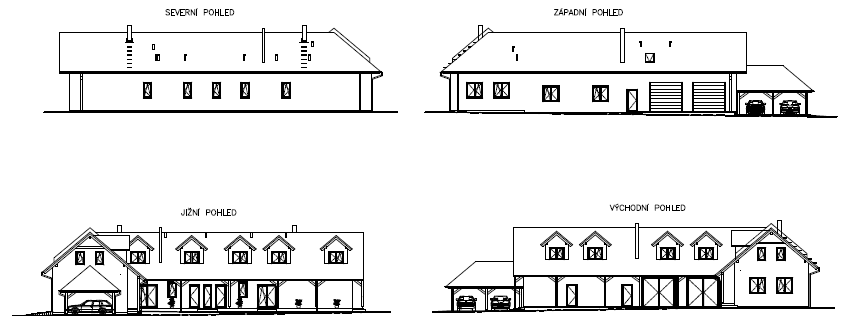 SEVERNÍ POHLED
ZÁPADNÍ POHLED
JIŽNÍ POHLED
VÝCHODNÍ POHLED